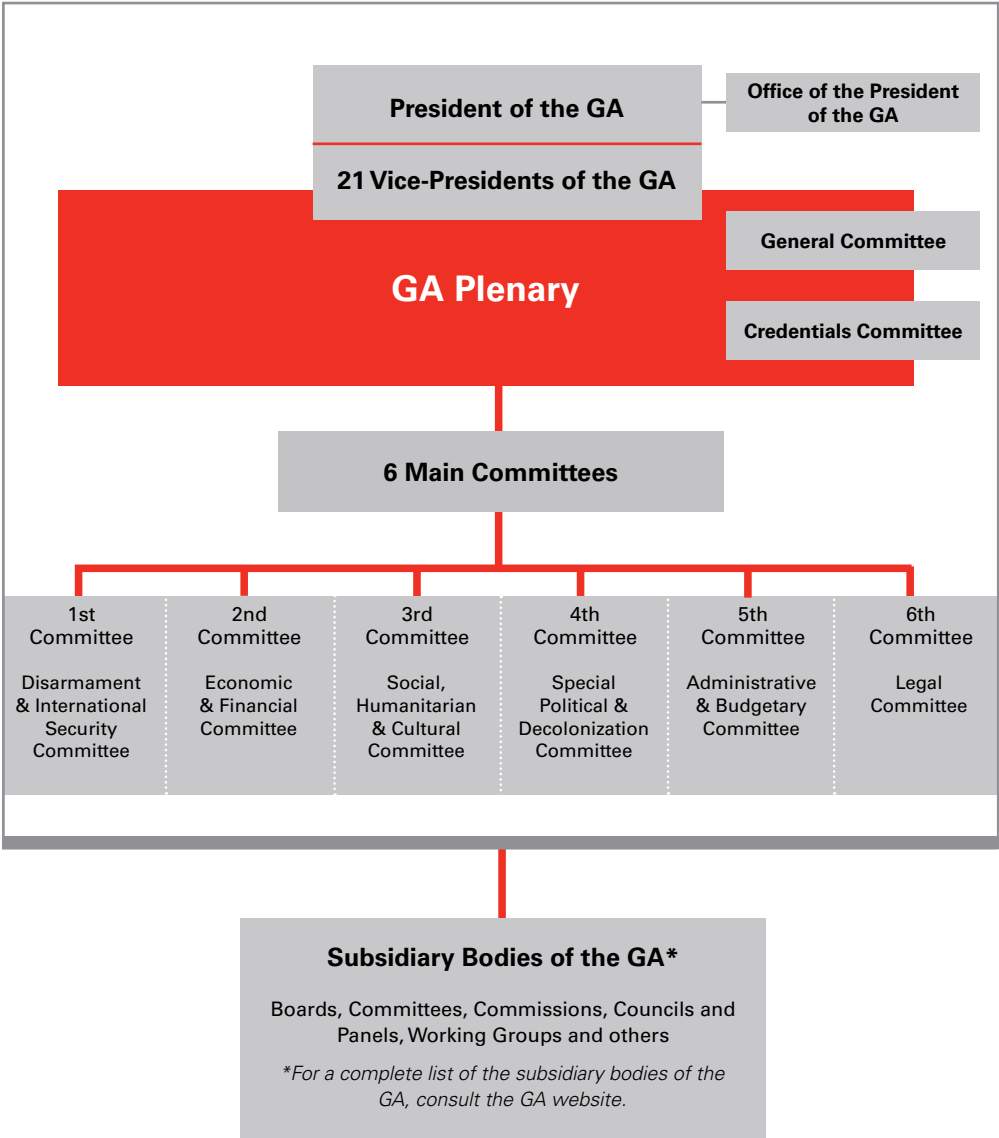 President of the GA
Office of the President
of the GA
21 Vice-Presidents of the GA
General Committee
GA Plenary
Credentials Committee
6 Main Committees
1st
Committee
Disarmament
& International
Security
Committee
2nd
Committee
Economic
& Financial
Committee
3rd
Committee
Social,
Humanitarian
& Cultural
Committee
4th
Committee
Special
Political &
Decolonization
Committee
5th
Committee
Administrative
& Budgetary
Committee
6th
Committee
Legal
Committee
Subsidiary Bodies of the GA*
Boards, Committees, Commissions, Councils and
Panels, Working Groups and others
*For a complete list of the subsidiary bodies of the
GA, consult the GA website.